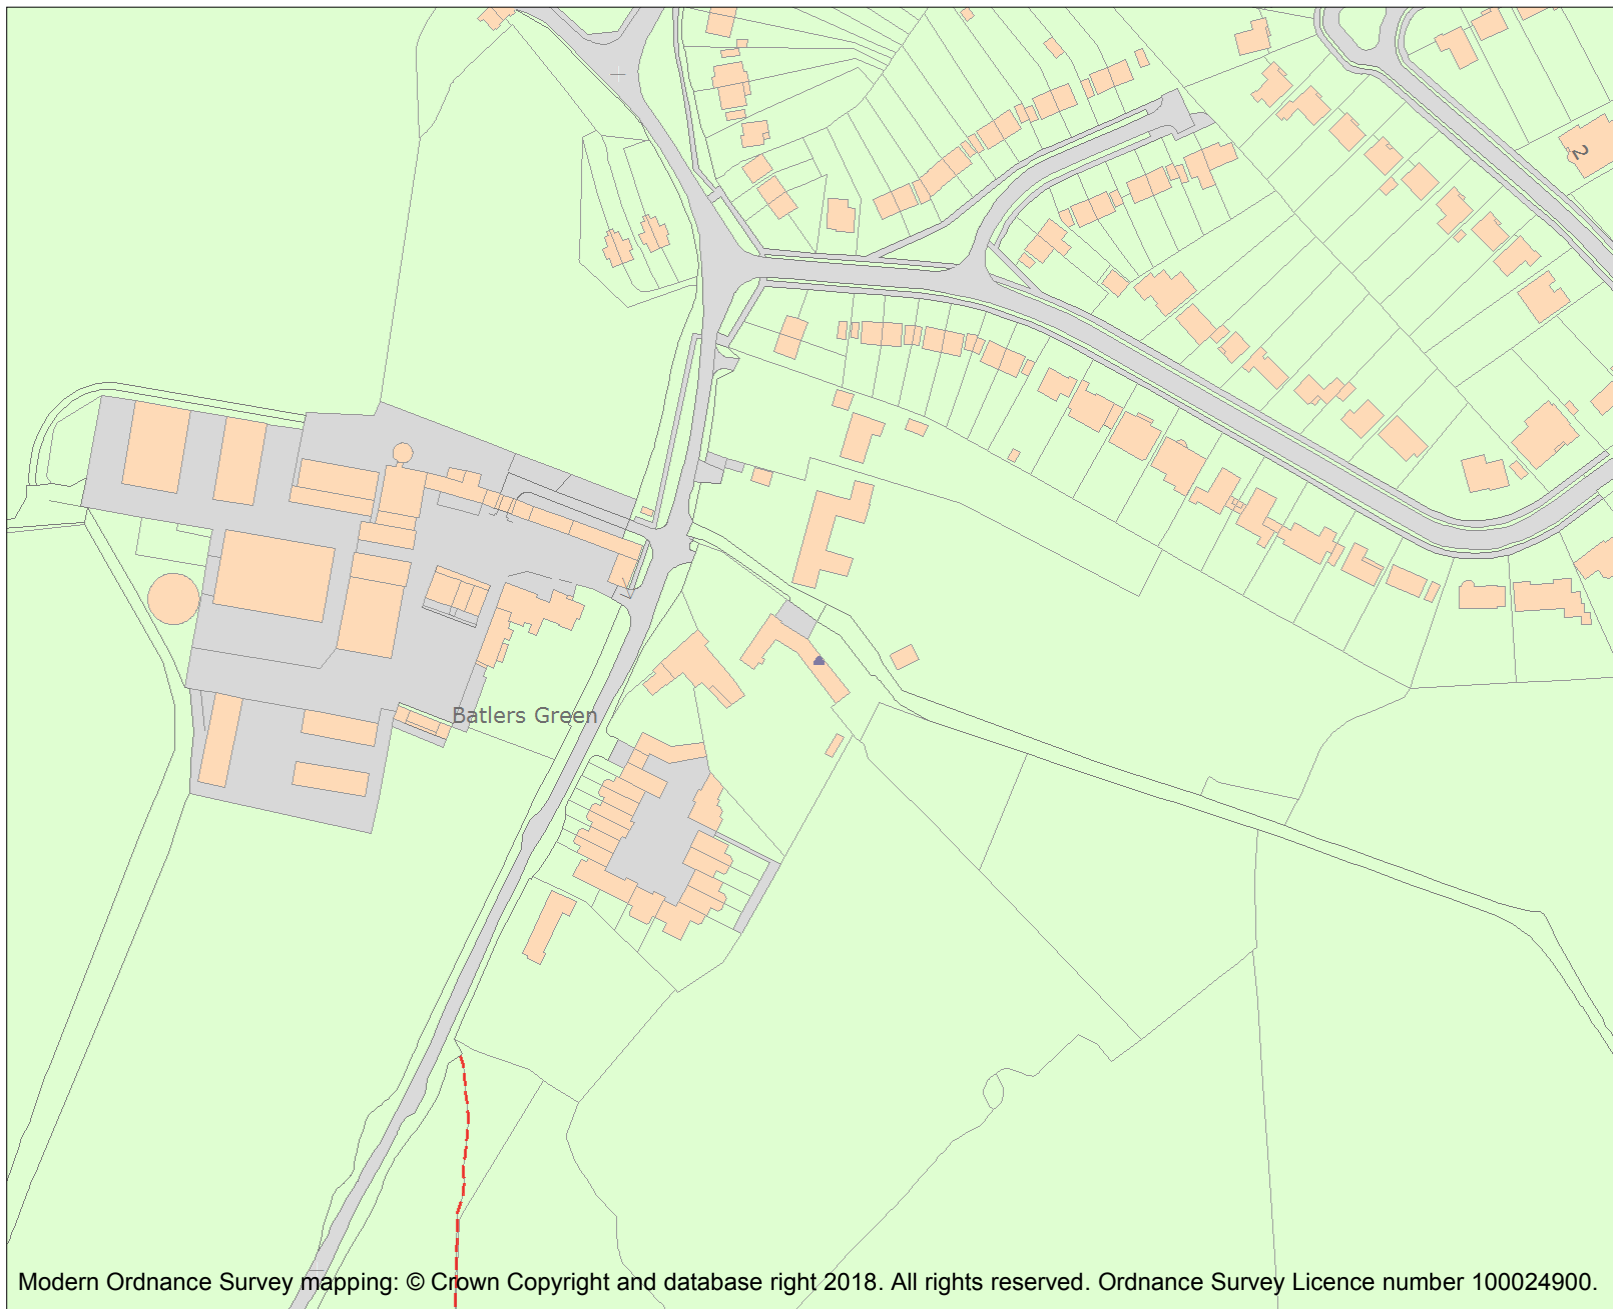 2
Batlers Green
Modern Ordnance Survey mapping: © Crown Copyright and database right 2018. All rights reserved. Ordnance Survey Licence number 100024900.